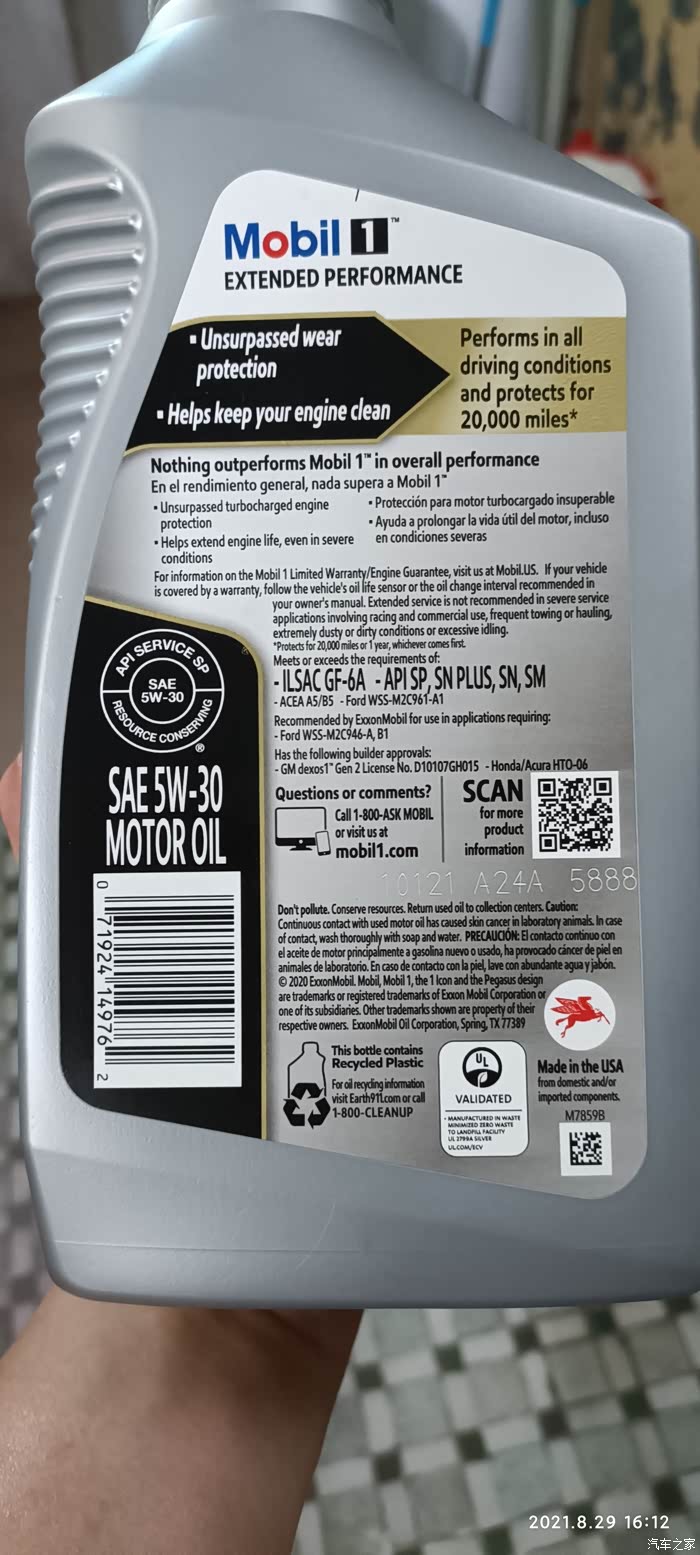 Mobil 1™
EXTENDED PERFORMANCE
▪ Unsurpassed wear
protection
▪ Helps keep your engine clean
Performs in all
driving conditions
and protects for
20,000 miles*
Nothing outperforms Mobil 1™ in overall performance
En el rendimiento general, nada supera a Mobil 1™
▪ Unsurpassed turbocharged engine
protection
▪ Helps extend engine life, even in severe
conditions
▪ Protección para motor turbocargado insuperable
▪ Ayuda a prolongar la vida útil del motor, incluso
en condiciones severas
For information on the Mobil 1 Limited Warranty/Engine Guarantee, visit us at Mobil.US. If your vehicle
is covered by a warranty, follow the vehicle's oil life sensor or the oil change interval recommended in
your owner's manual. Extended service is not recommended in severe service
applications involving racing and commercial use, frequent towing or hauling,
extremely dusty or dirty conditions or excessive idling.
*Protects for 20,000 miles or 1 year, whichever comes first.
Meets or exceeds the requirements of:
- ILSAC GF-6A - API SP, SN PLUS, SN, SM
- ACEA A5/B5 - Ford WSS-M2C961-A1
Recommended by ExxonMobil for use in applications requiring:
- Ford WSS-M2C946-A, B1
Has the following builder approvals:
- GM dexos1™ Gen 2 License No. D10107GH015 - Honda/Acura HTO-06
API SERVICE SP
SAE
5W-30
RESOURCE CONSERVING
®
SAE 5W-30
MOTOR OIL
0 71924 14976 2
Questions or comments?
Call 1-800-ASK MOBIL
or visit us at
mobil1.com
SCAN
for more
product
information
10121 A24A 5888
Don't pollute. Conserve resources. Return used oil to collection centers. Caution:
Continuous contact with used motor oil has caused skin cancer in laboratory animals. In case
of contact, wash thoroughly with soap and water. PRECAUCIÓN: El contacto continuo con
el aceite de motor principalmente a gasolina nuevo o usado, ha provocado cáncer de piel en
animales de laboratorio. En caso de contacto con la piel, lave con abundante agua y jabón.
© 2020 ExxonMobil. Mobil, Mobil 1, the 1 Icon and the Pegasus design
are trademarks or registered trademarks of Exxon Mobil Corporation or
one of its subsidiaries. Other trademarks shown are property of their
respective owners. ExxonMobil Oil Corporation, Spring, TX 77389
This bottle contains
Recycled Plastic
For oil recycling information
visit Earth911.com or call
1-800-CLEANUP
UL
VALIDATED
• MANUFACTURED IN WASTE
MINIMIZED ZERO WASTE
TO LANDFILL FACILITY
UL 2799A SILVER
UL.COM/ECV
Made in the USA
from domestic and/or
imported components.
M7859B
2021.8.29 16:12
汽车之家